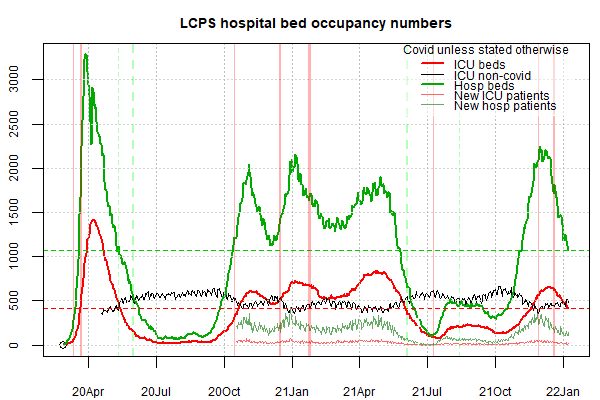 LCPS hospital bed occupancy numbers
Covid unless stated otherwise
ICU beds
ICU non-covid
Hosp beds
New ICU patients
New hosp patients
3000
2500
2000
1500
1000
500
0
20Apr 20Jul 20Oct 21Jan 21Apr 21Jul 21Oct 22Jan